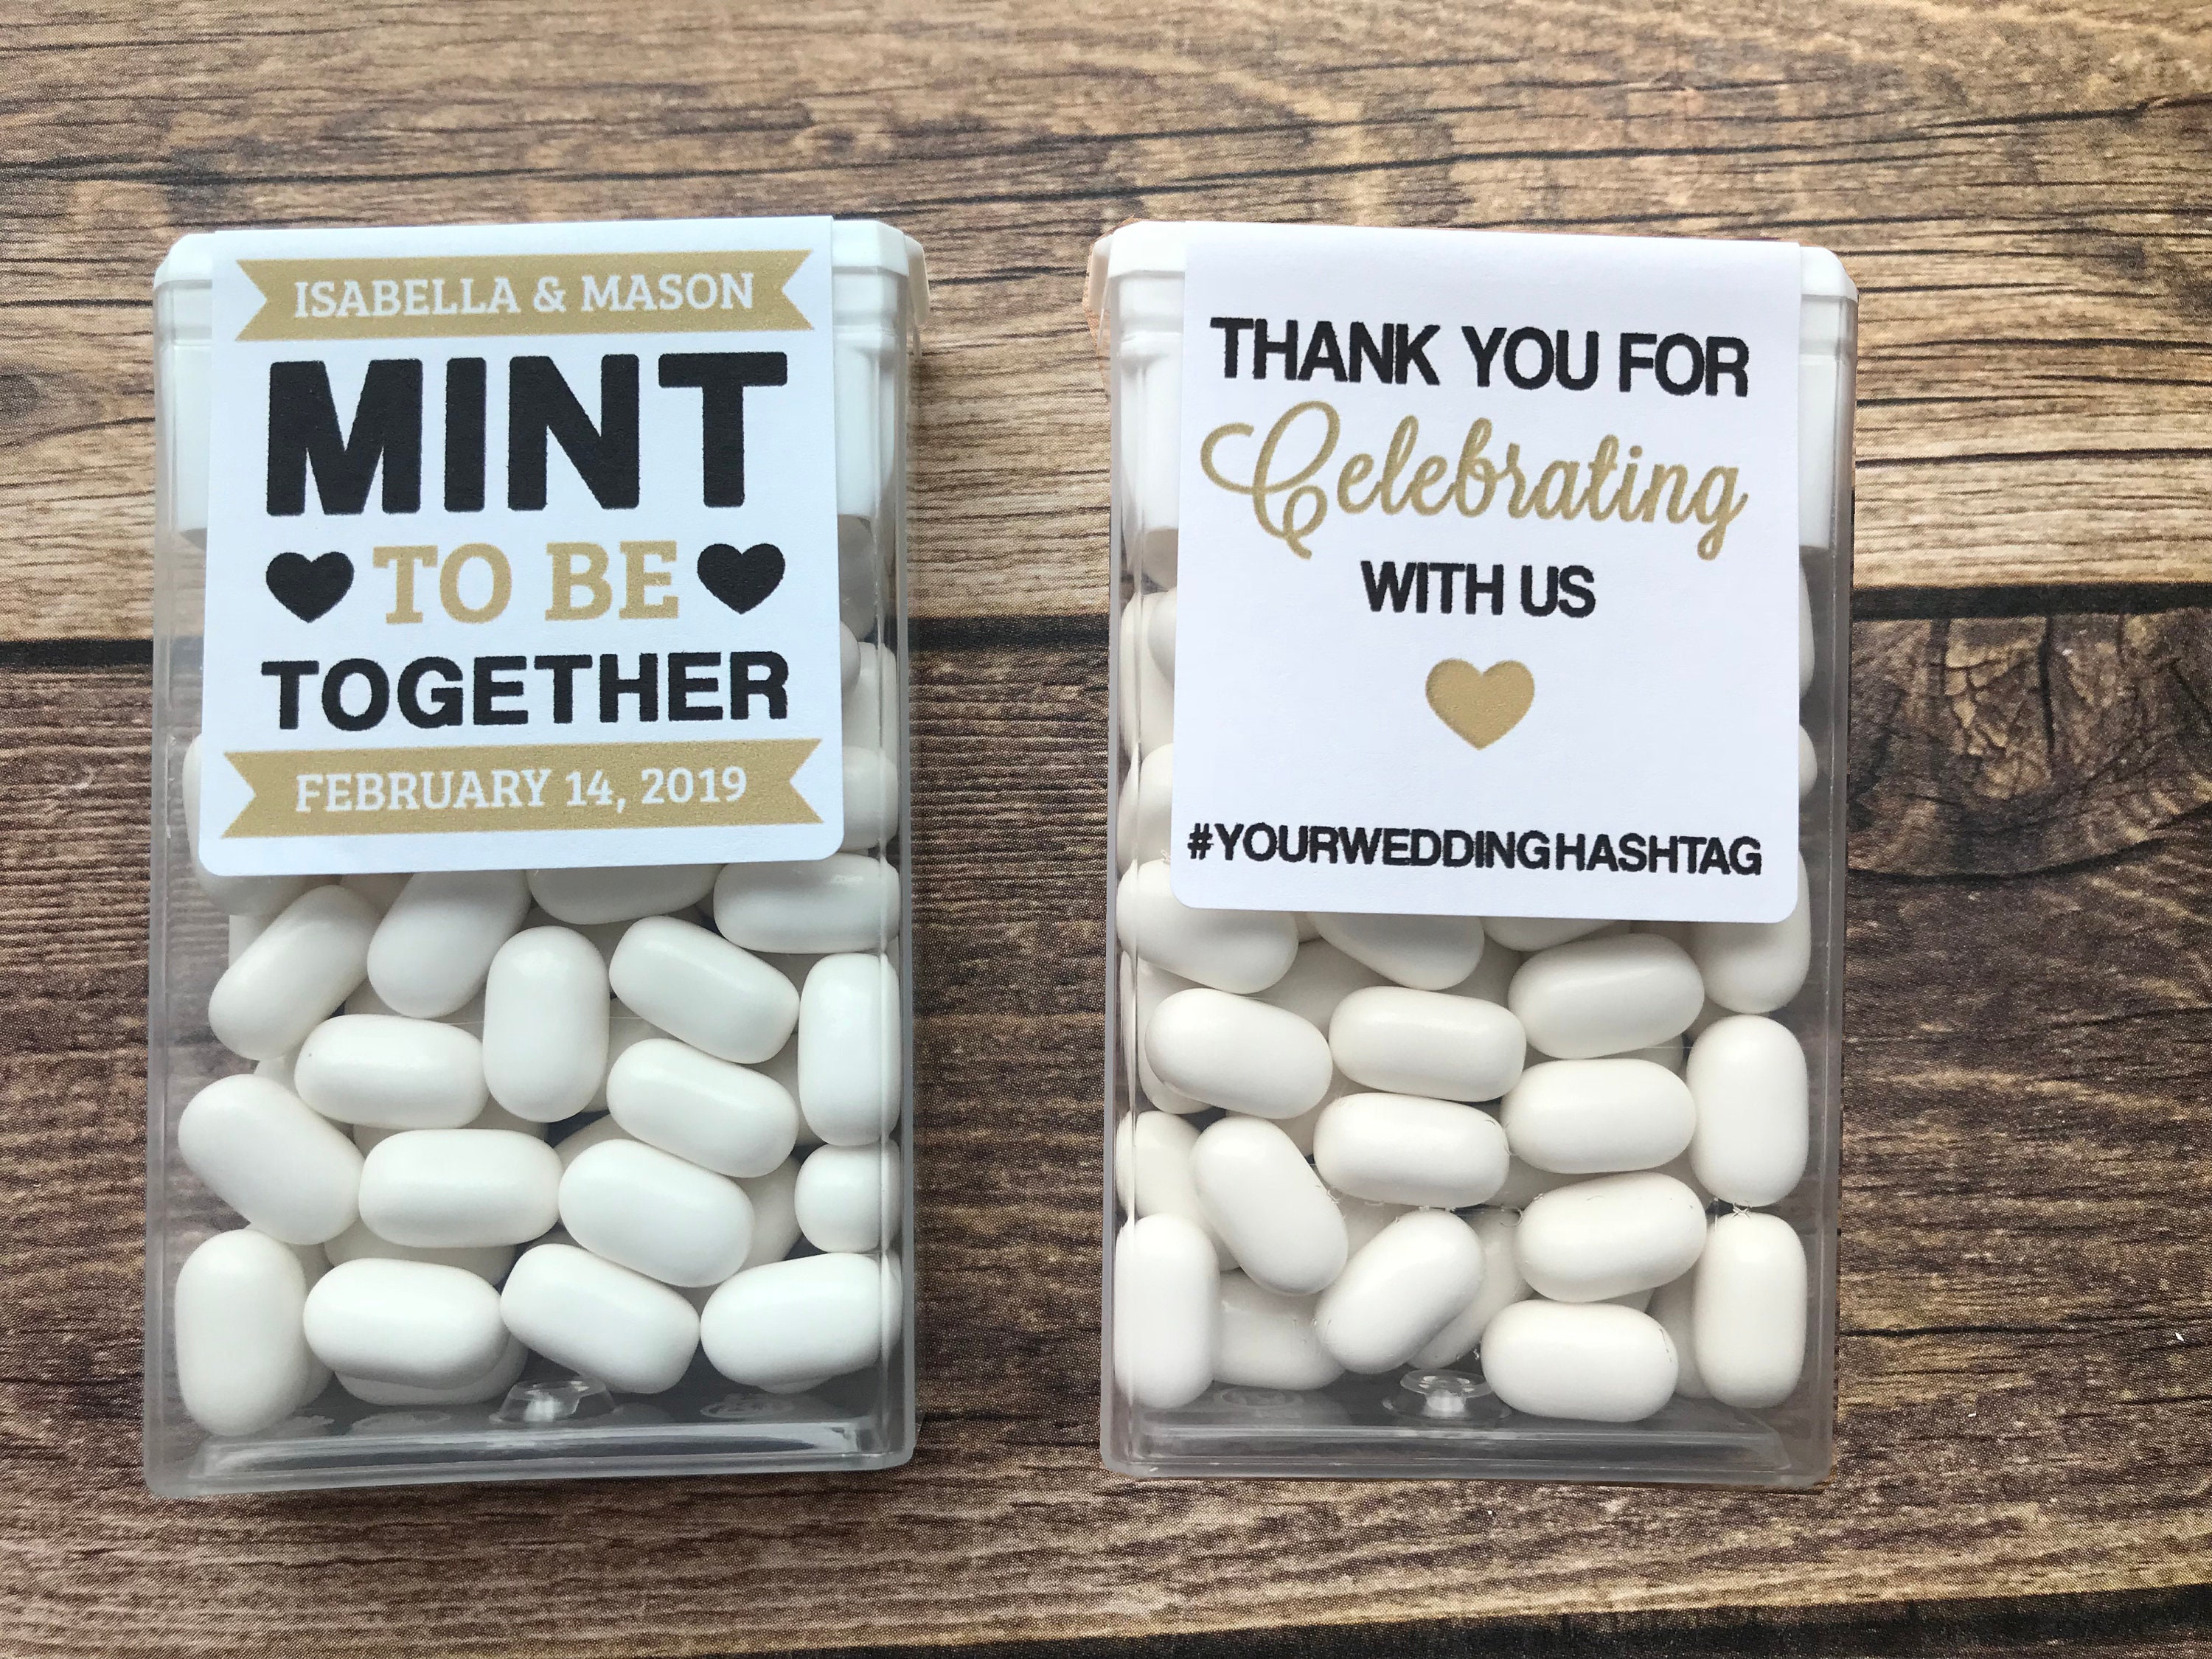 ISABELLA & MASON
MINT
TO BE
TOGETHER
FEBRUARY 14, 2019
THANK YOU FOR
Celebrating
WITH US
#YOURWEDDINGHASHTAG